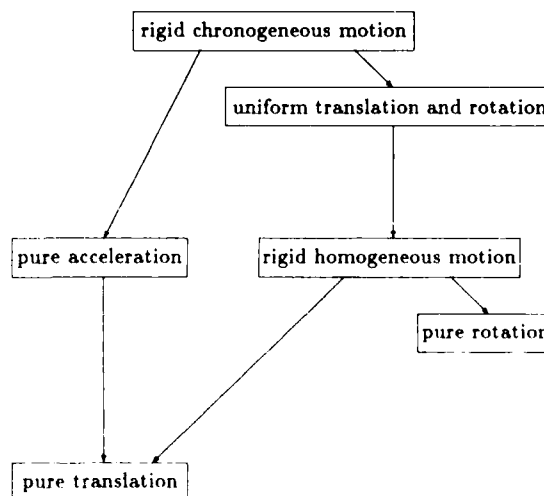 rigid chronogeneous motion
uniform translation and rotation
pure acceleration
rigid homogeneous motion
pure rotation
pure translation